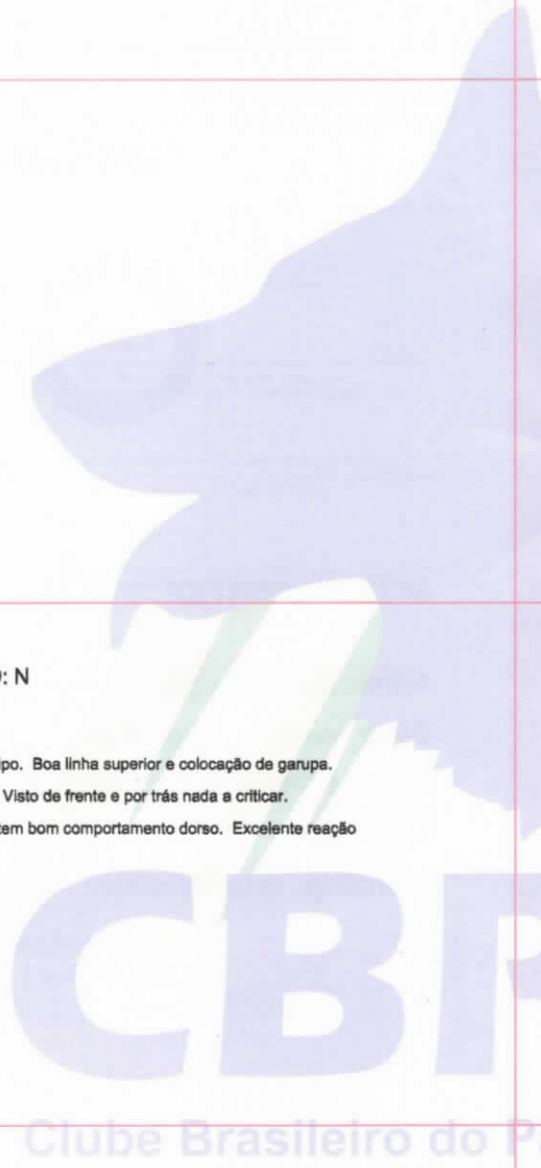 : N
po. Boa linha superior e colocação de garupa.
Visto de frente e por trás nada a criticar.
tem bom comportamento dorso. Excelente reação
CBP
Clube Brasileiro do P